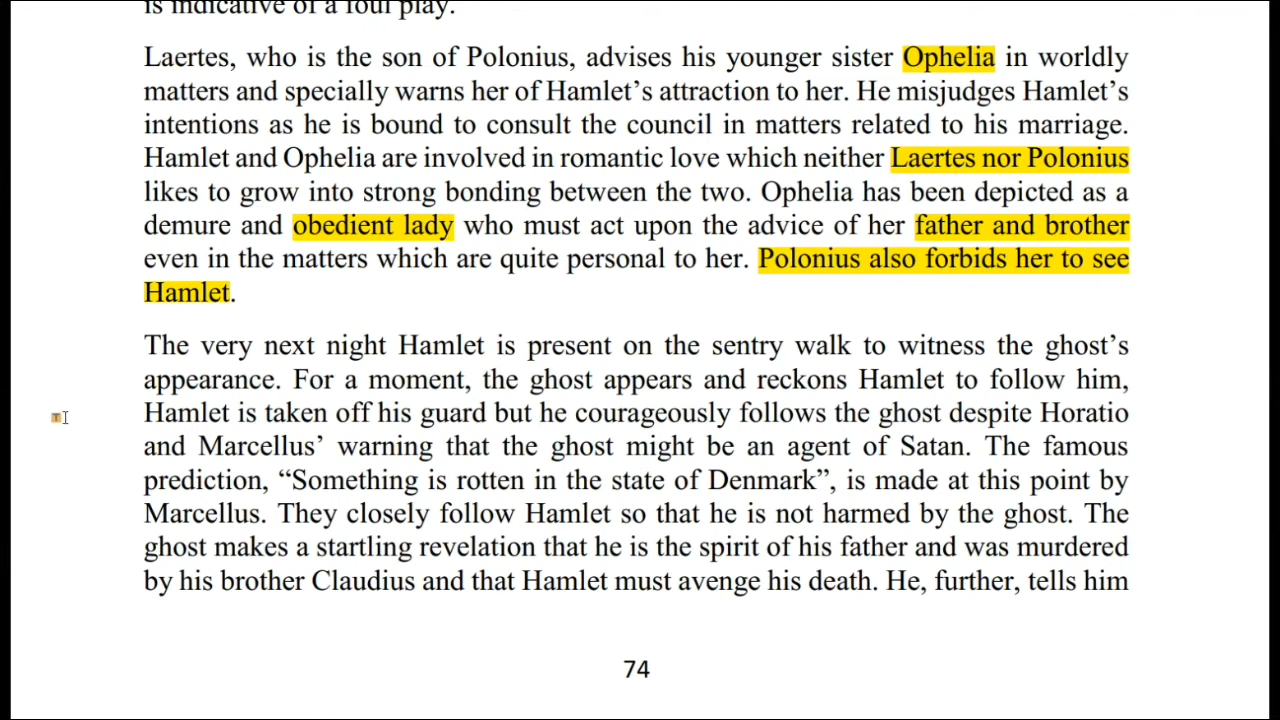 is indicative of a foul play.
Laertes, who is the son of Polonius, advises his younger sister Ophelia in worldly
matters and specially warns her of Hamlet’s attraction to her. He misjudges Hamlet’s
intentions as he is bound to consult the council in matters related to his marriage.
Hamlet and Ophelia are involved in romantic love which neither Laertes nor Polonius
likes to grow into strong bonding between the two. Ophelia has been depicted as a
demure and obedient lady who must act upon the advice of her father and brother
even in the matters which are quite personal to her. Polonius also forbids her to see
Hamlet.
The very next night Hamlet is present on the sentry walk to witness the ghost’s
appearance. For a moment, the ghost appears and reckons Hamlet to follow him,
Hamlet is taken off his guard but he courageously follows the ghost despite Horatio
and Marcellus’ warning that the ghost might be an agent of Satan. The famous
prediction, “Something is rotten in the state of Denmark”, is made at this point by
Marcellus. They closely follow Hamlet so that he is not harmed by the ghost. The
ghost makes a startling revelation that he is the spirit of his father and was murdered
by his brother Claudius and that Hamlet must avenge his death. He, further, tells him
74